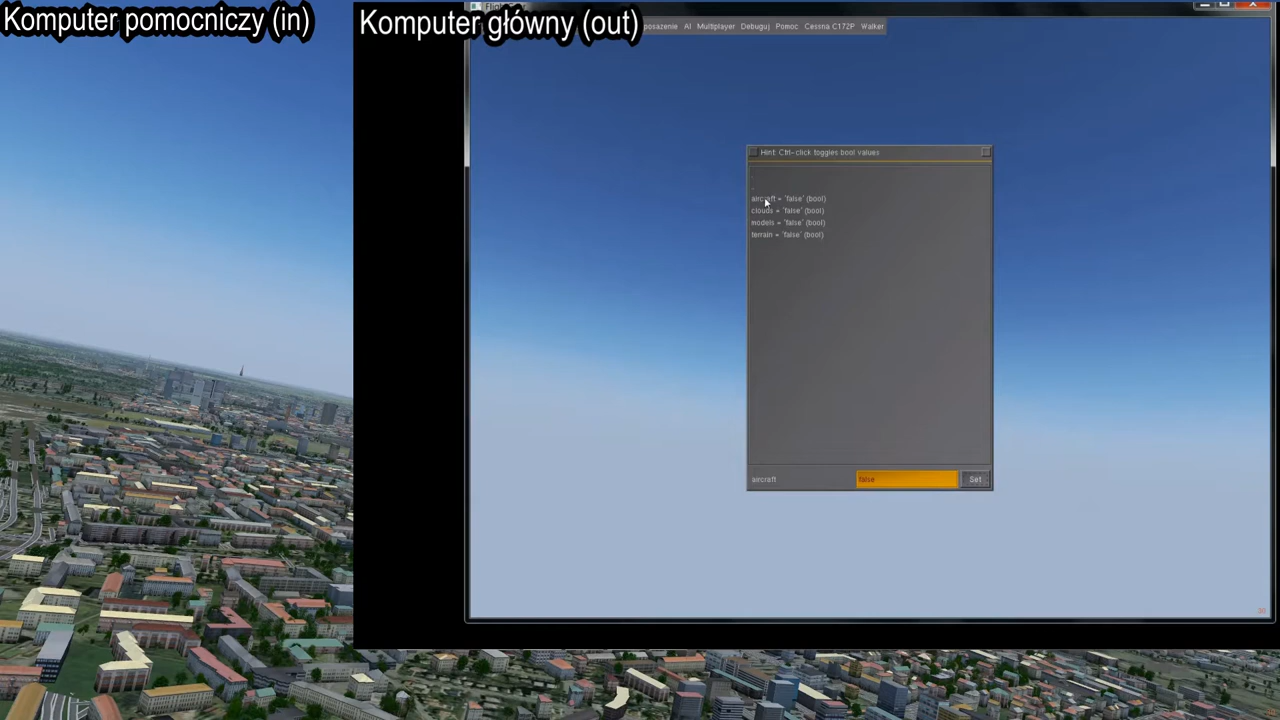 Komputer pomocniczy (in)
Komputer główny (out)
posażenie AI Multiplayer Debuguj Pomoc Cessna C172P Walker
Hint: Ctrl-click toggles bool values
.
.
aircraft = 'false' (bool)
clouds = 'false' (bool)
models = 'false' (bool)
terrain = 'false' (bool)
aircraft false Set